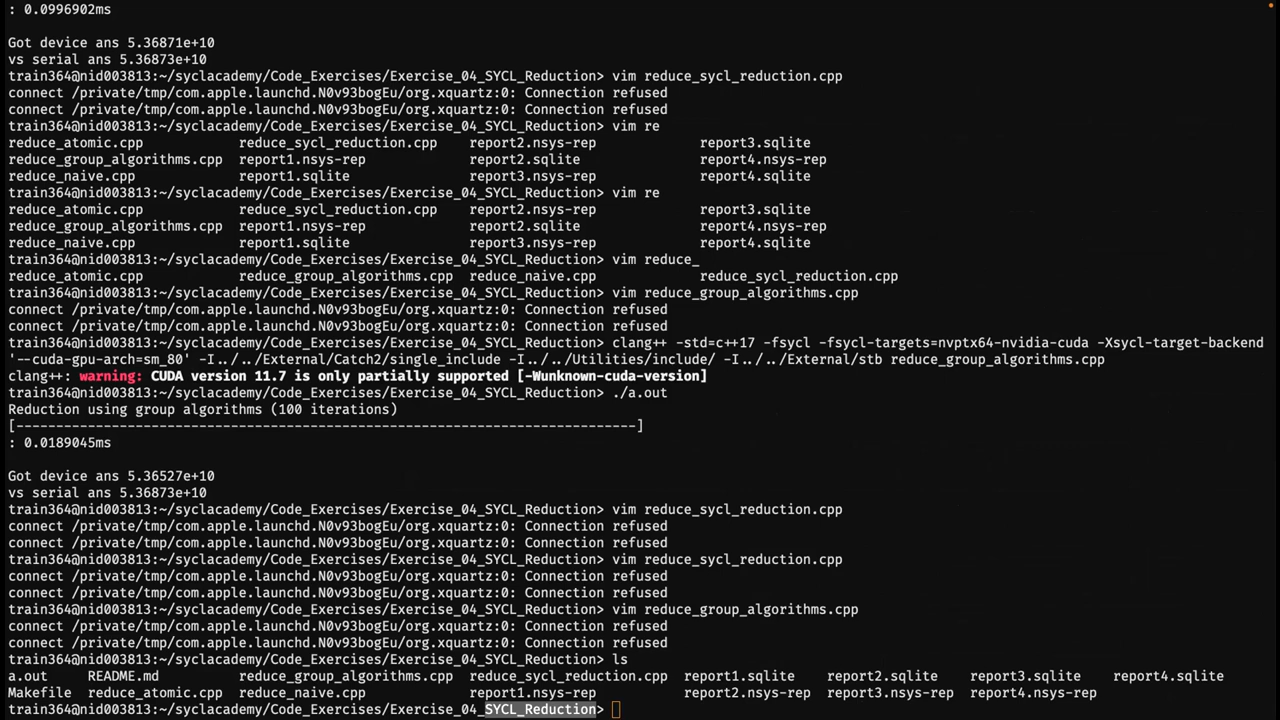 : 0.0996902ms
Got device ans 5.36871e+10
vs serial ans 5.36873e+10
train364@nid003813:~/syclacademy/Code_Exercises/Exercise_04_SYCL_Reduction> vim reduce_sycl_reduction.cpp
connect /private/tmp/com.apple.launchd.N0v93bogEu/org.xquartz:0: Connection refused
connect /private/tmp/com.apple.launchd.N0v93bogEu/org.xquartz:0: Connection refused
train364@nid003813:~/syclacademy/Code_Exercises/Exercise_04_SYCL_Reduction> vim re
reduce_atomic.cpp reduce_sycl_reduction.cpp report2.nsys-rep report3.sqlite
reduce_group_algorithms.cpp report1.nsys-rep report2.sqlite report4.nsys-rep
reduce_naive.cpp report1.sqlite report3.nsys-rep report4.sqlite
train364@nid003813:~/syclacademy/Code_Exercises/Exercise_04_SYCL_Reduction> vim re
reduce_atomic.cpp reduce_sycl_reduction.cpp report2.nsys-rep report3.sqlite
reduce_group_algorithms.cpp report1.nsys-rep report2.sqlite report4.nsys-rep
reduce_naive.cpp report1.sqlite report3.nsys-rep report4.sqlite
train364@nid003813:~/syclacademy/Code_Exercises/Exercise_04_SYCL_Reduction> vim reduce_
reduce_atomic.cpp reduce_group_algorithms.cpp reduce_naive.cpp reduce_sycl_reduction.cpp
train364@nid003813:~/syclacademy/Code_Exercises/Exercise_04_SYCL_Reduction> vim reduce_group_algorithms.cpp
connect /private/tmp/com.apple.launchd.N0v93bogEu/org.xquartz:0: Connection refused
connect /private/tmp/com.apple.launchd.N0v93bogEu/org.xquartz:0: Connection refused
train364@nid003813:~/syclacademy/Code_Exercises/Exercise_04_SYCL_Reduction> clang++ -std=c++17 -fsycl -fsycl-targets=nvptx64-nvidia-cuda -Xsycl-target-backend
'--cuda-gpu-arch=sm_80' -I../../External/Catch2/single_include -I../../Utilities/include/ -I../../External/stb reduce_group_algorithms.cpp
clang++: warning: CUDA version 11.7 is only partially supported [-Wunknown-cuda-version]
train364@nid003813:~/syclacademy/Code_Exercises/Exercise_04_SYCL_Reduction> ./a.out
Reduction using group algorithms (100 iterations)
[----------------------------------------------------------------------------]
: 0.0189045ms
Got device ans 5.36527e+10
vs serial ans 5.36873e+10
train364@nid003813:~/syclacademy/Code_Exercises/Exercise_04_SYCL_Reduction> vim reduce_sycl_reduction.cpp
connect /private/tmp/com.apple.launchd.N0v93bogEu/org.xquartz:0: Connection refused
connect /private/tmp/com.apple.launchd.N0v93bogEu/org.xquartz:0: Connection refused
train364@nid003813:~/syclacademy/Code_Exercises/Exercise_04_SYCL_Reduction> vim reduce_sycl_reduction.cpp
connect /private/tmp/com.apple.launchd.N0v93bogEu/org.xquartz:0: Connection refused
connect /private/tmp/com.apple.launchd.N0v93bogEu/org.xquartz:0: Connection refused
train364@nid003813:~/syclacademy/Code_Exercises/Exercise_04_SYCL_Reduction> vim reduce_group_algorithms.cpp
connect /private/tmp/com.apple.launchd.N0v93bogEu/org.xquartz:0: Connection refused
connect /private/tmp/com.apple.launchd.N0v93bogEu/org.xquartz:0: Connection refused
train364@nid003813:~/syclacademy/Code_Exercises/Exercise_04_SYCL_Reduction> ls
a.out README.md reduce_group_algorithms.cpp reduce_sycl_reduction.cpp report1.sqlite report2.sqlite report3.sqlite report4.sqlite
Makefile reduce_atomic.cpp reduce_naive.cpp report1.nsys-rep report2.nsys-rep report3.nsys-rep report4.nsys-rep
train364@nid003813:~/syclacademy/Code_Exercises/Exercise_04_SYCL_Reduction>